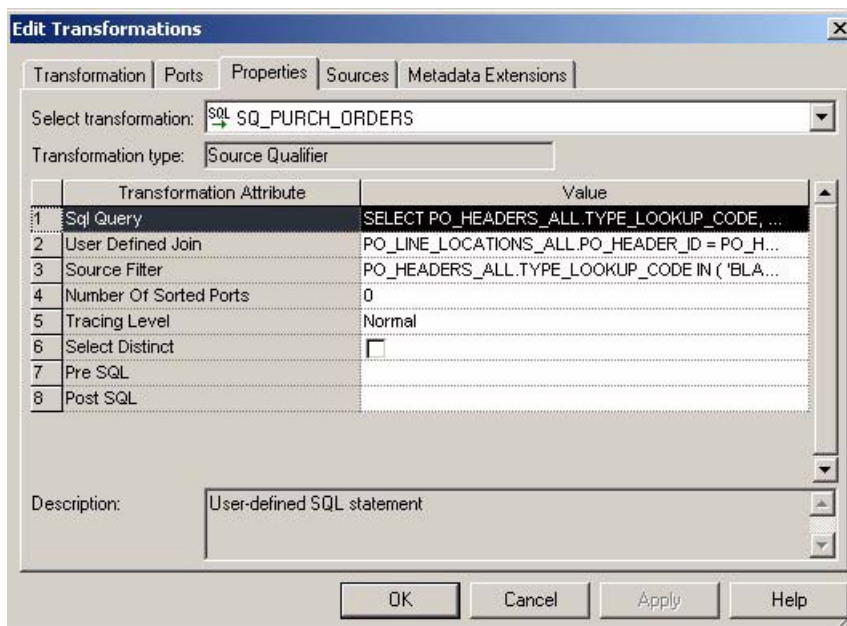 Edit Transformations
Transformation Ports Properties Sources Metadata Extensions
Select transformation: SQL SQ_PURCH_ORDERS
Transformation type: Source Qualifier
Transformation Attribute Value
1 Sql Query SELECT PO_HEADERS_ALL.TYPE_LOOKUP_CODE, ...
2 User Defined Join PO_LINE_LOCATIONS_ALL.PO_HEADER_ID = PO_H...
3 Source Filter PO_HEADERS_ALL.TYPE_LOOKUP_CODE IN ( 'BLA...
4 Number Of Sorted Ports 0
5 Tracing Level Normal
6 Select Distinct
7 Pre SQL
8 Post SQL
Description: User-defined SQL statement
OK Cancel Apply Help